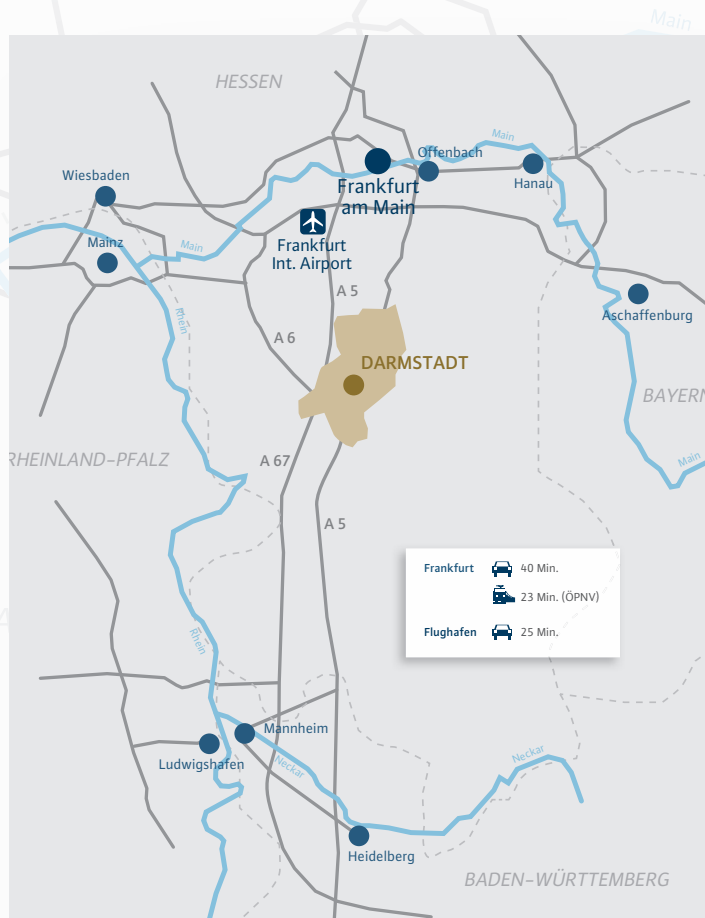 Main
HESSEN
Main
Offenbach
Wiesbaden
Hanau
Frankfurt
am Main
Mainz
Main
Frankfurt
Int. Airport
A 5
Aschaffenburg
Rhein
A 6
DARMSTADT
BAYERN
RHEINLAND-PFALZ
A 67
Main
A 5
Frankfurt 40 Min.
23 Min. (ÖPNV)
Flughafen 25 Min.
Rhein
Mannheim
Ludwigshafen
Neckar
Neckar
Heidelberg
BADEN-WÜRTTEMBERG